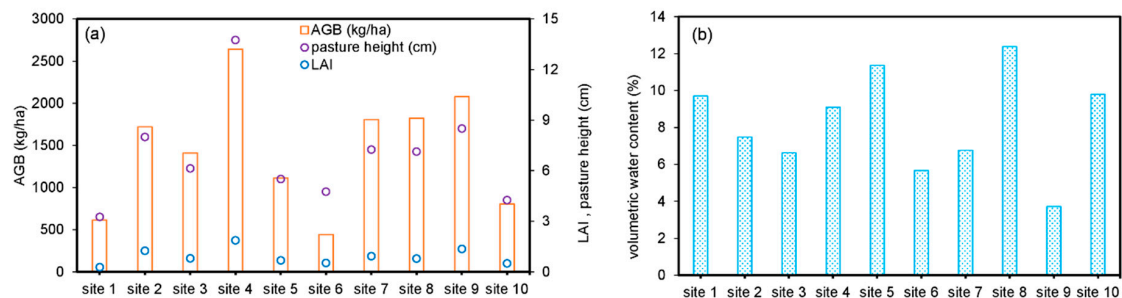 (a)
AGB (kg/ha)
pasture height (cm)
LAI
3000
2500
2000
1500
1000
500
0
AGB (kg/ha)
15
12
9
6
3
0
LAI , pasture height (cm)
site 1 site 2 site 3 site 4 site 5 site 6 site 7 site 8 site 9 site 10
(b)
14
12
10
8
6
4
2
0
volumetric water content (%)
site 1 site 2 site 3 site 4 site 5 site 6 site 7 site 8 site 9 site 10